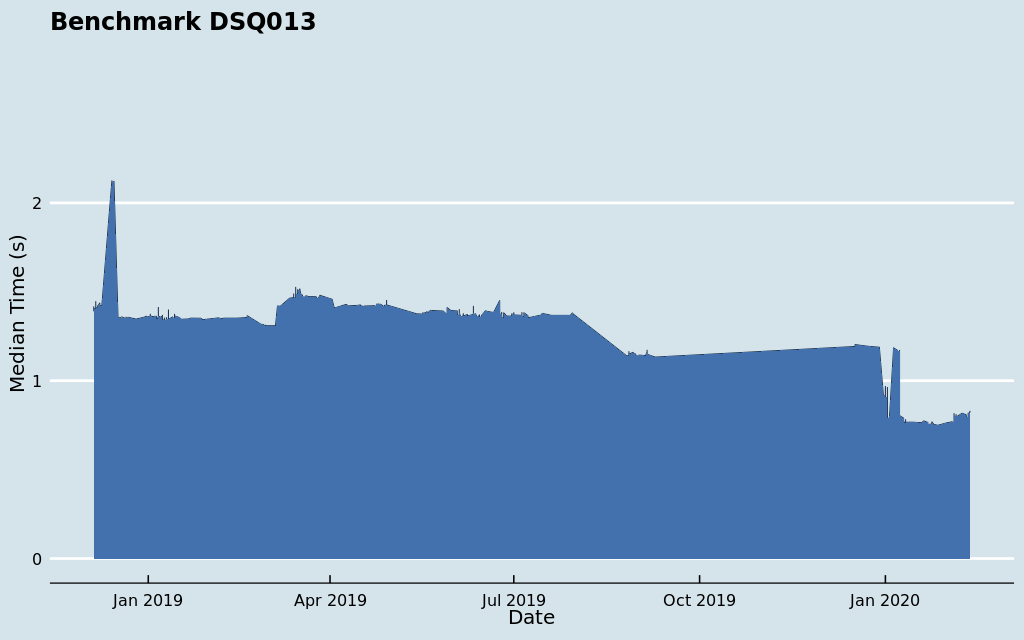 Benchmark DSQ013
Median Time (s)
2
1
0
Jan 2019
Apr 2019
Jul 2019
Oct 2019
Jan 2020
Date